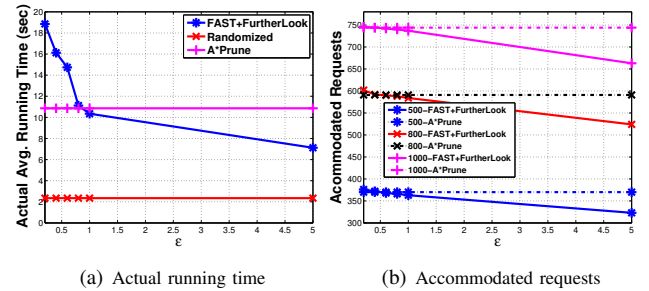 Actual Avg. Running Time (sec)
20
18
16
14
12
10
8
6
4
2
0
0.5 1 1.5 2 2.5 3 3.5 4 4.5 5
ε
FAST+FurtherLook
Randomized
A*Prune
(a) Actual running time
Acommodated Requests
750
700
650
600
550
500
450
400
350
300
0.5 1 1.5 2 2.5 3 3.5 4 4.5 5
ε
500-FAST+FurtherLook
500-A*Prune
800-FAST+FurtherLook
800-A*Prune
1000-FAST+FurtherLook
1000-A*Prune
(b) Accommodated requests